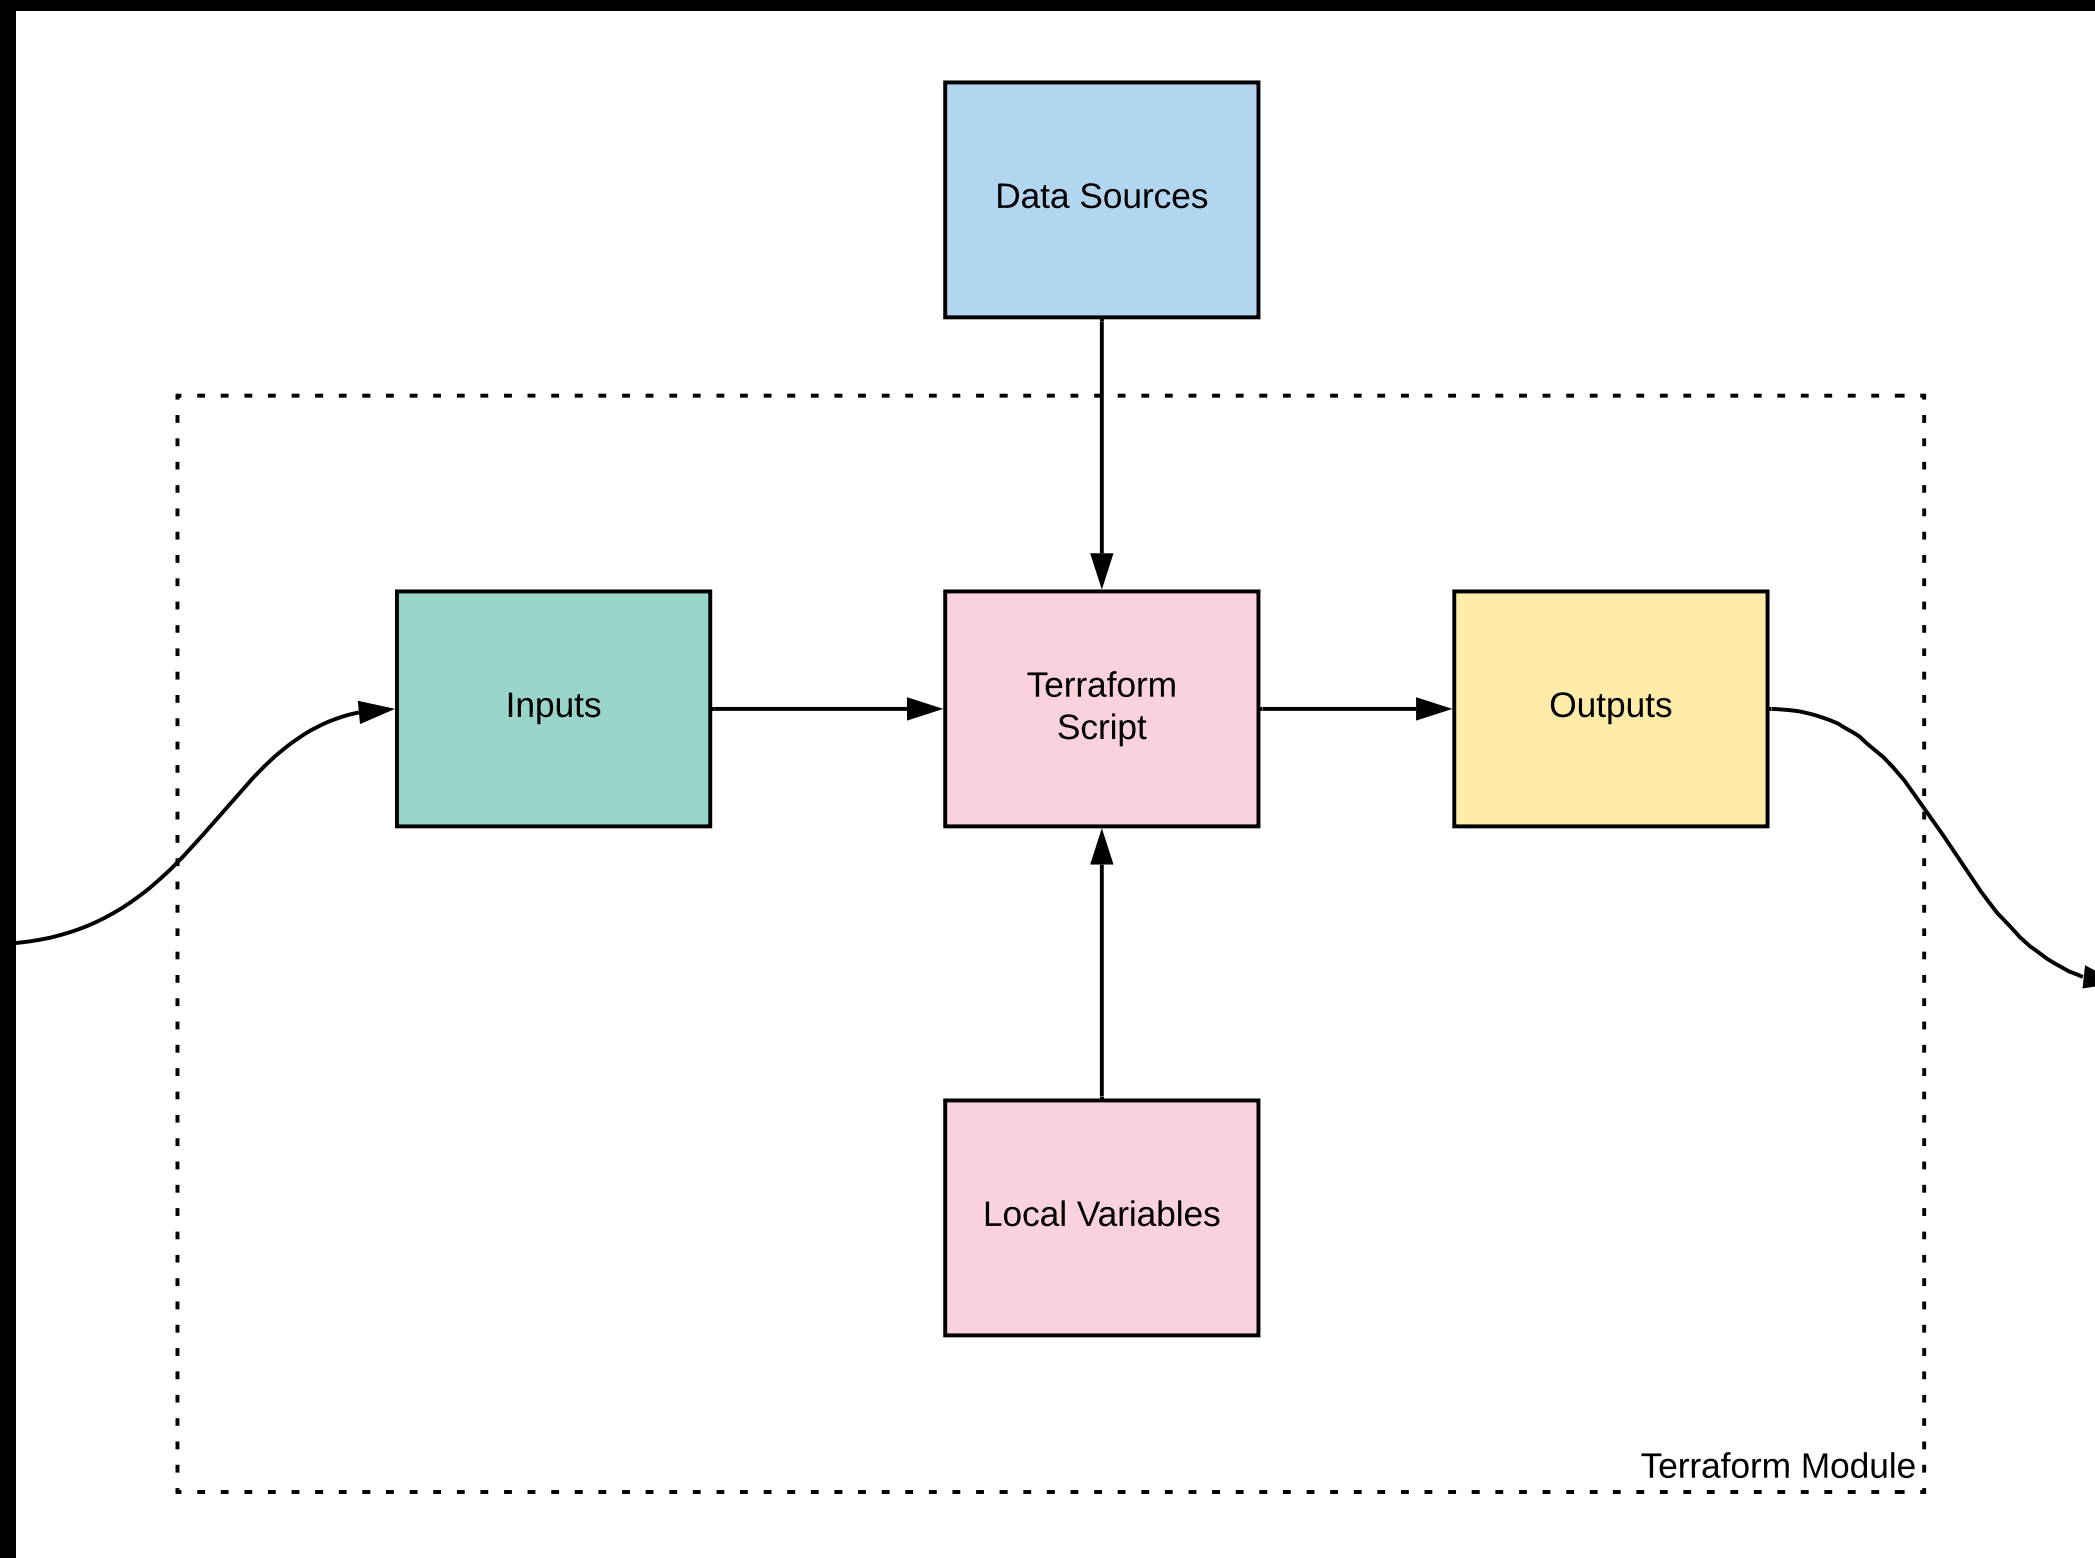 Data Sources
Inputs
Terraform
Script
Outputs
Local Variables
Terraform Module